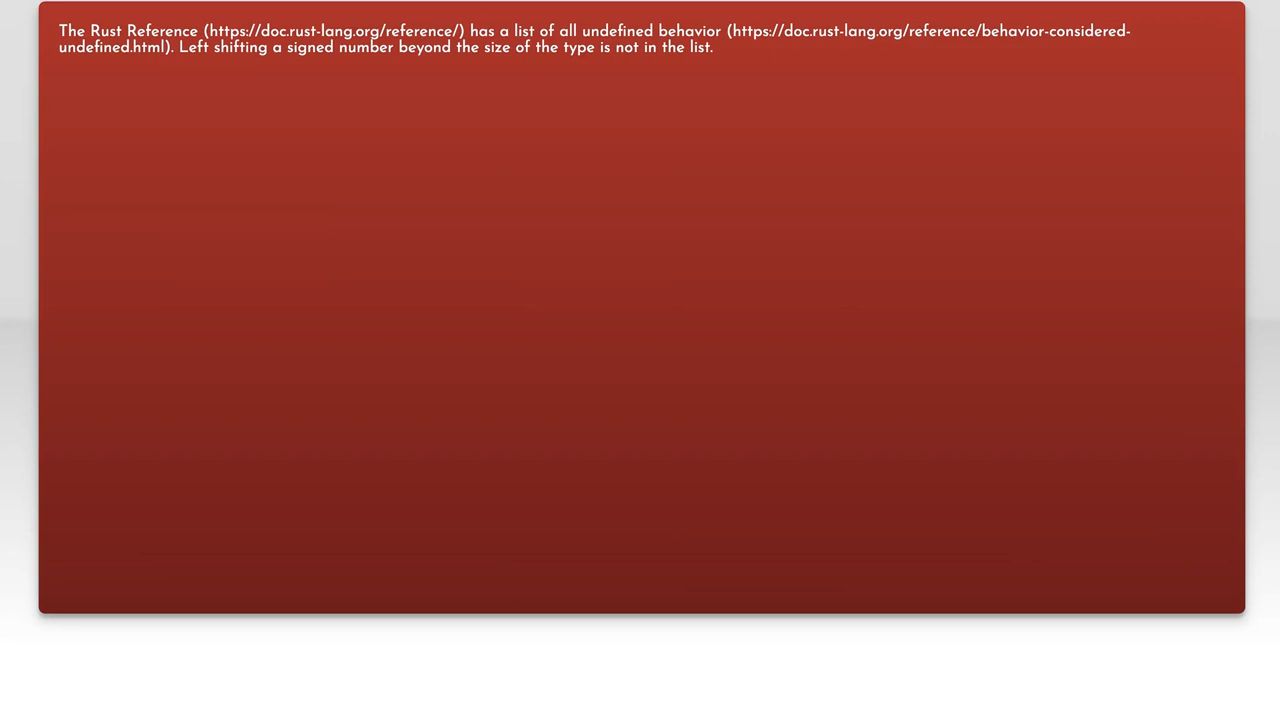 The Rust Reference (https://doc.rust-lang.org/reference/) has a list of all undefined behavior (https://doc.rust-lang.org/reference/behavior-considered-
undefined.html). Left shifting a signed number beyond the size of the type is not in the list.